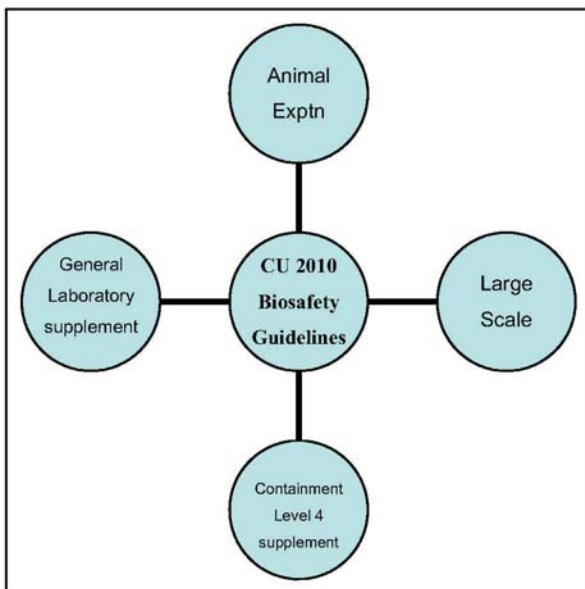 Animal
Exptn
General
Laboratory
supplement
CU 2010
Biosafety
Guidelines
Large
Scale
Containment
Level 4
supplement